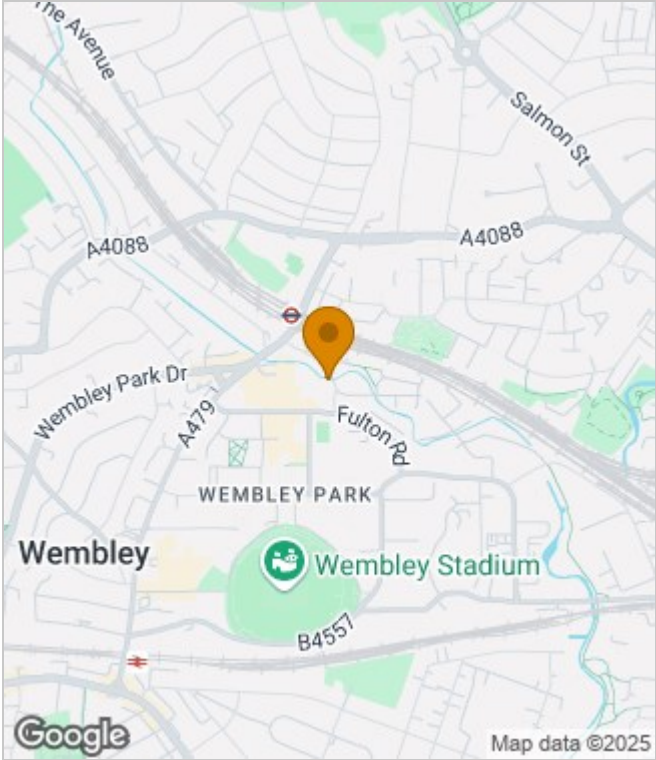 The Avenue
Salmon St
A4088
A4088
Wembley Park Dr
A479
Fulton Rd
WEMBLEY PARK
Wembley
Wembley Stadium
B4557
Google
Map data ©2025